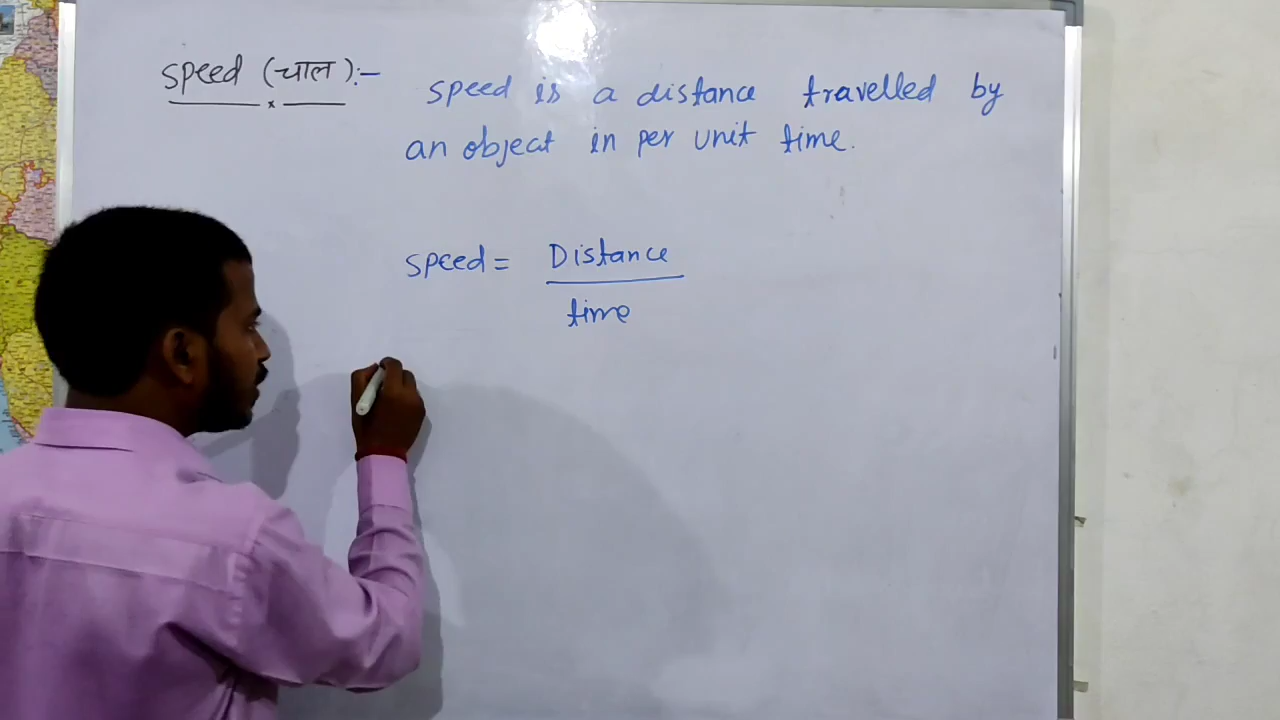 speed (चाल):-
speed is a distance travelled by
an object in per unit time.
speed = Distance
time